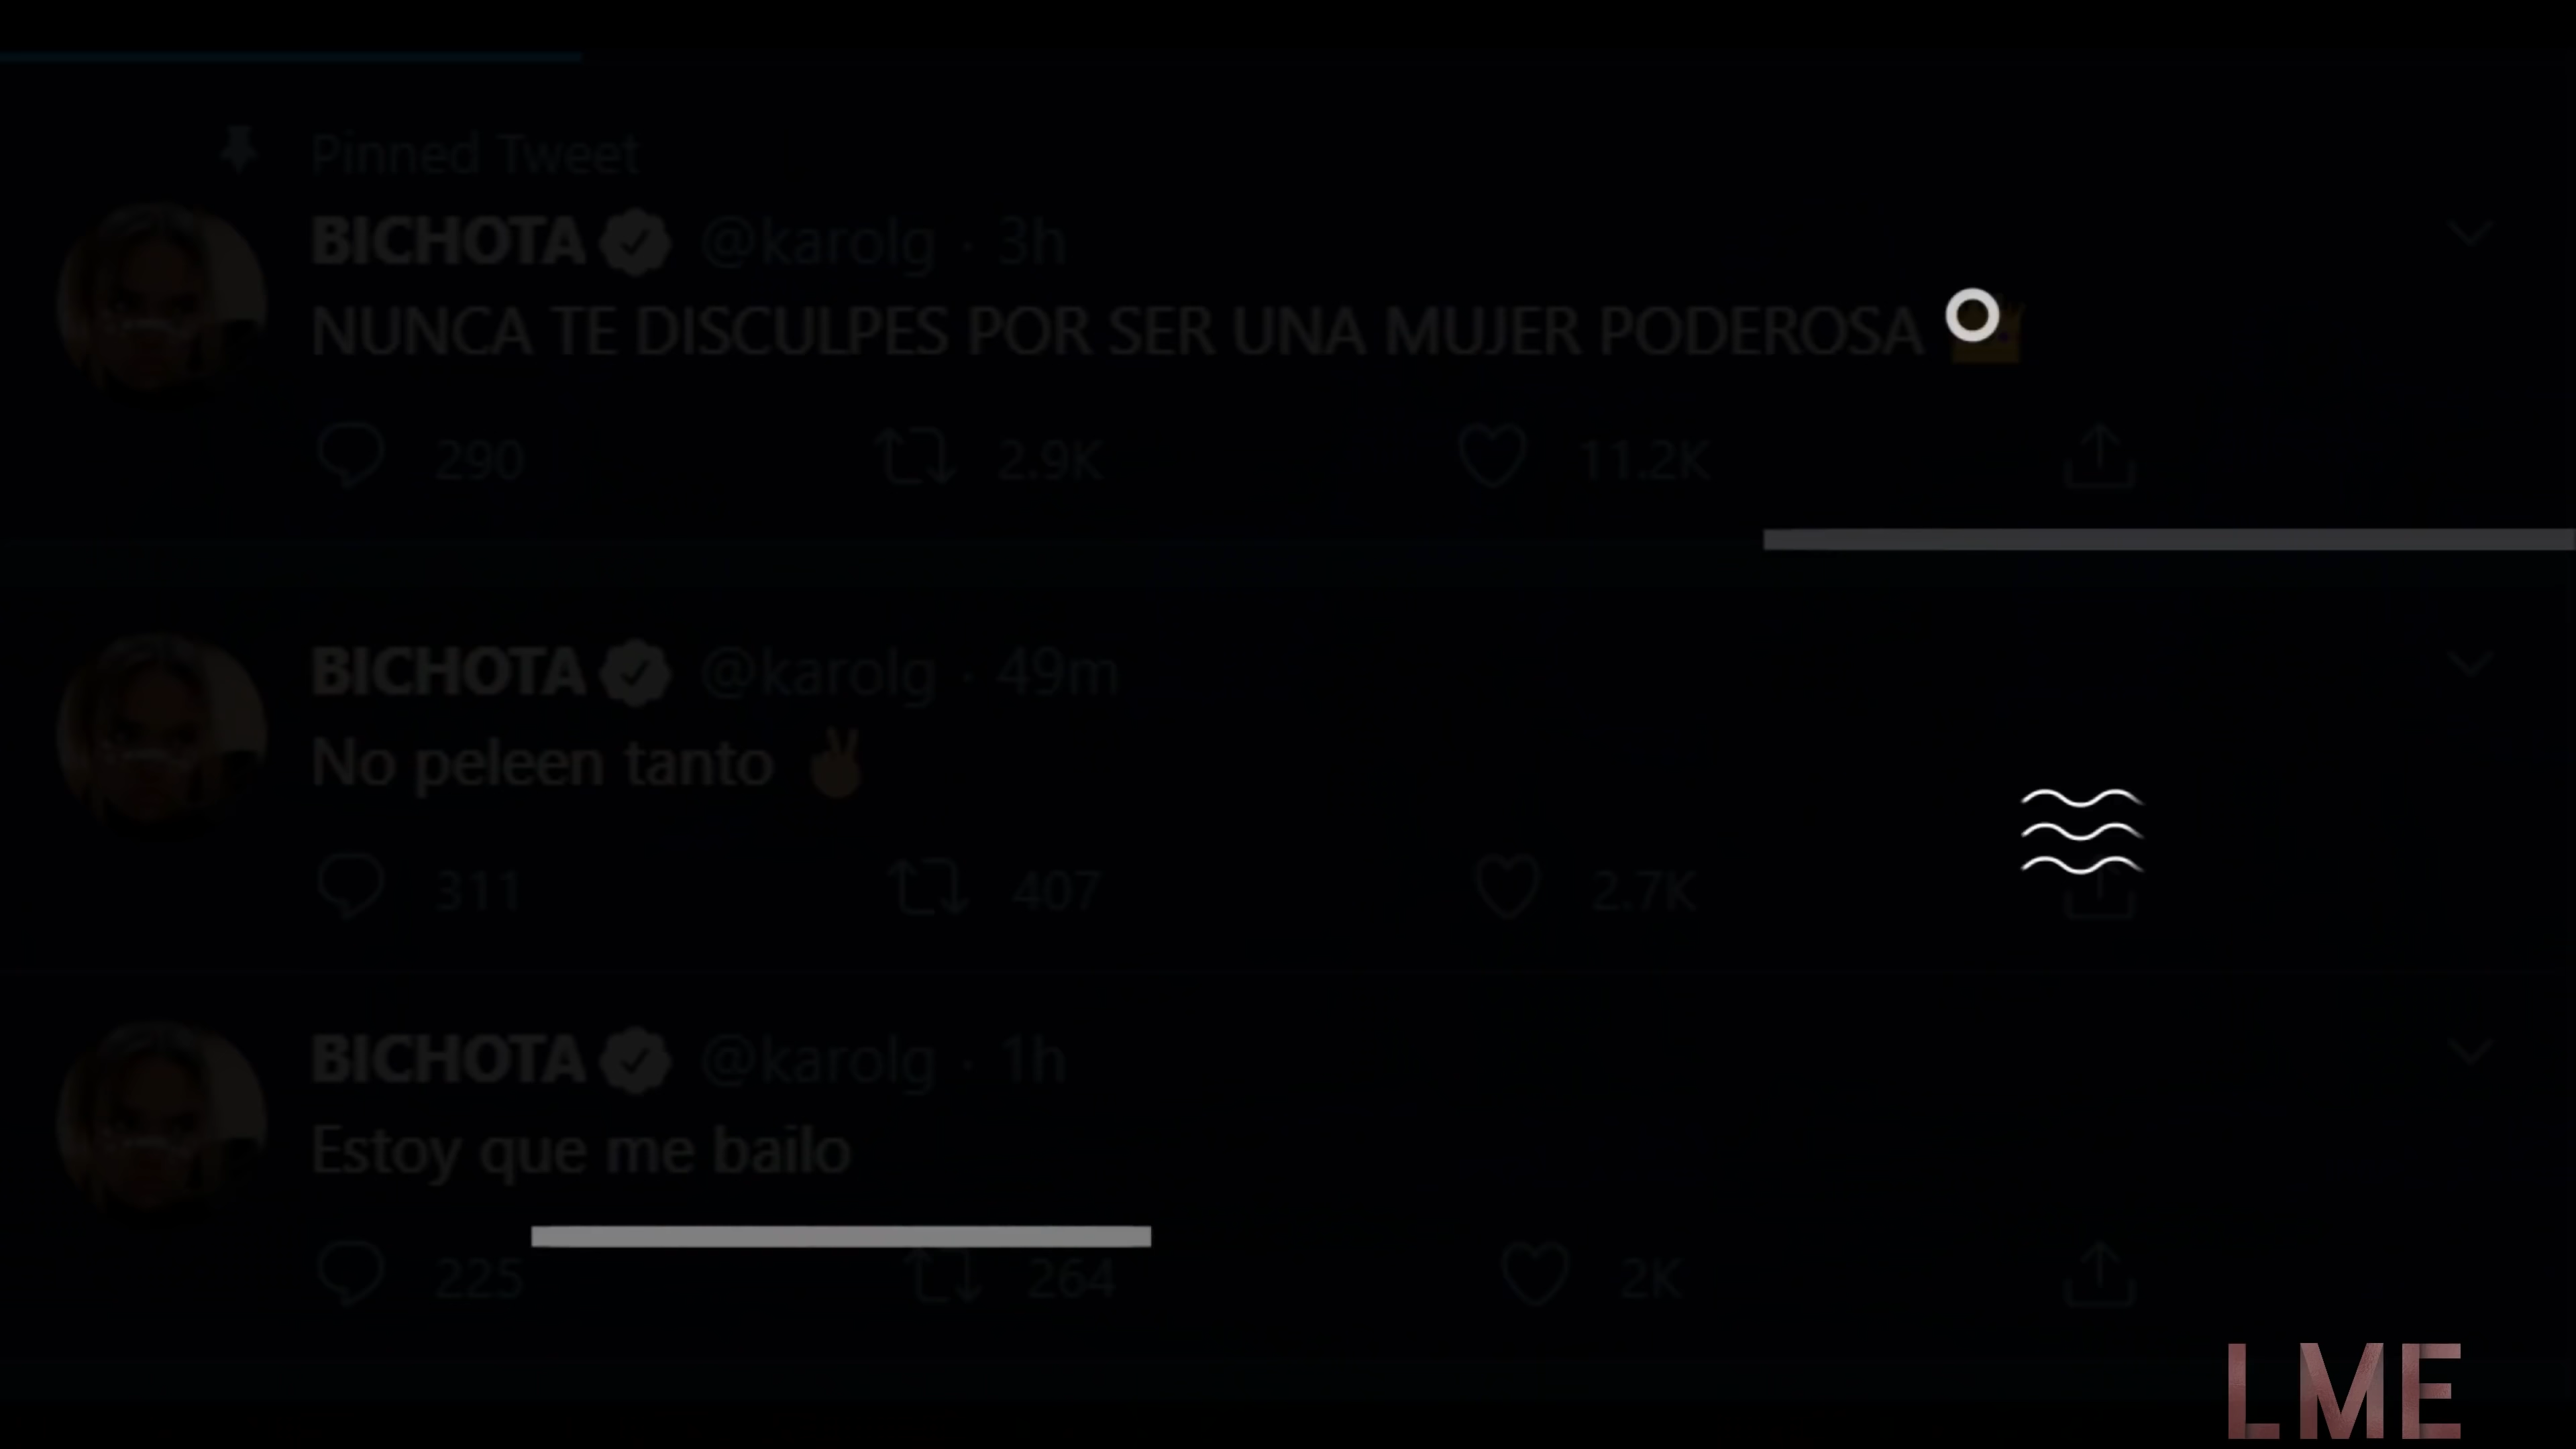 Pinned Tweet
BICHOTA @karolg · 3h
NUNCA TE DISCULPES POR SER UNA MUJER PODEROSA
290 2.9K 11.2K
BICHOTA @karolg · 49m
No peleen tanto ✌
311 407 2.7K
BICHOTA @karolg · 1h
Estoy que me bailo
225 264 2K
LME